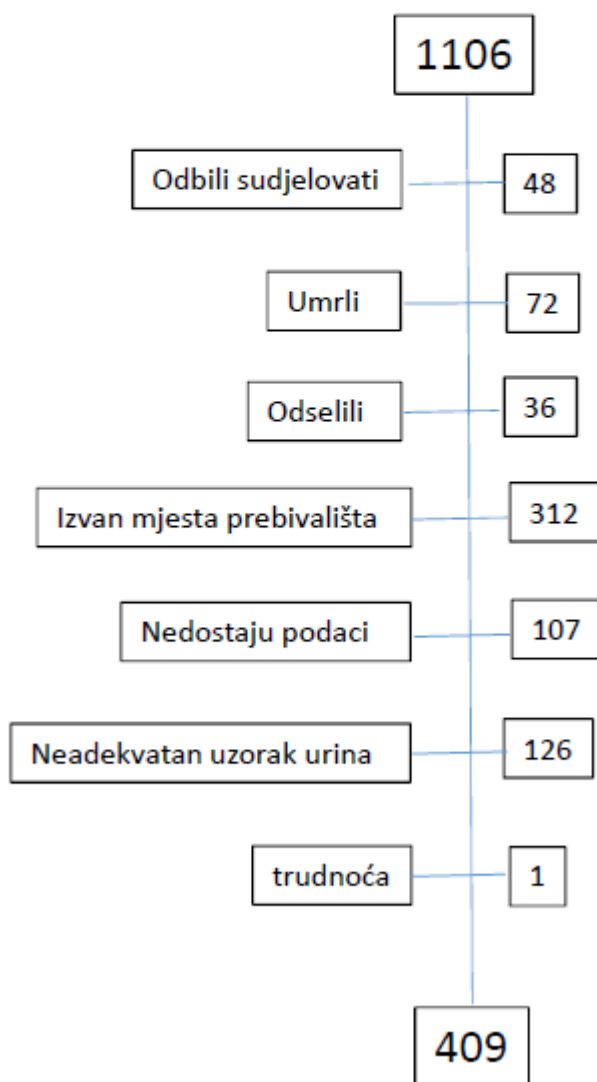 1106
Odbili sudjelovati 48
Umrli 72
Odselili 36
Izvan mjesta prebivališta 312
Nedostaju podaci 107
Neadekvatan uzorak urina 126
trudnoća 1
409